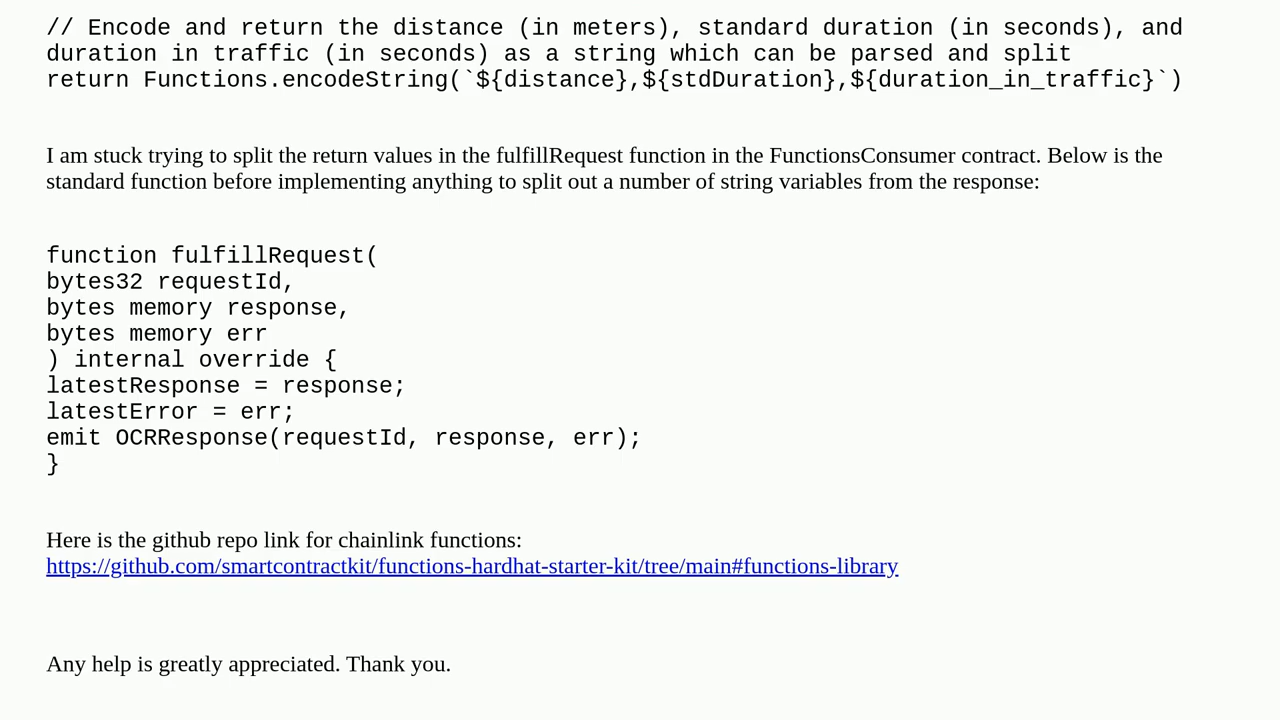 // Encode and return the distance (in meters), standard duration (in seconds), and
duration in traffic (in seconds) as a string which can be parsed and split
return Functions.encodeString(`${distance},${stdDuration},${duration_in_traffic}`)
I am stuck trying to split the return values in the fulfillRequest function in the FunctionsConsumer contract. Below is the
standard function before implementing anything to split out a number of string variables from the response:
function fulfillRequest(
bytes32 requestId,
bytes memory response,
bytes memory err
) internal override {
latestResponse = response;
latestError = err;
emit OCRResponse(requestId, response, err);
}
Here is the github repo link for chainlink functions:
https://github.com/smartcontractkit/functions-hardhat-starter-kit/tree/main#functions-library
Any help is greatly appreciated. Thank you.